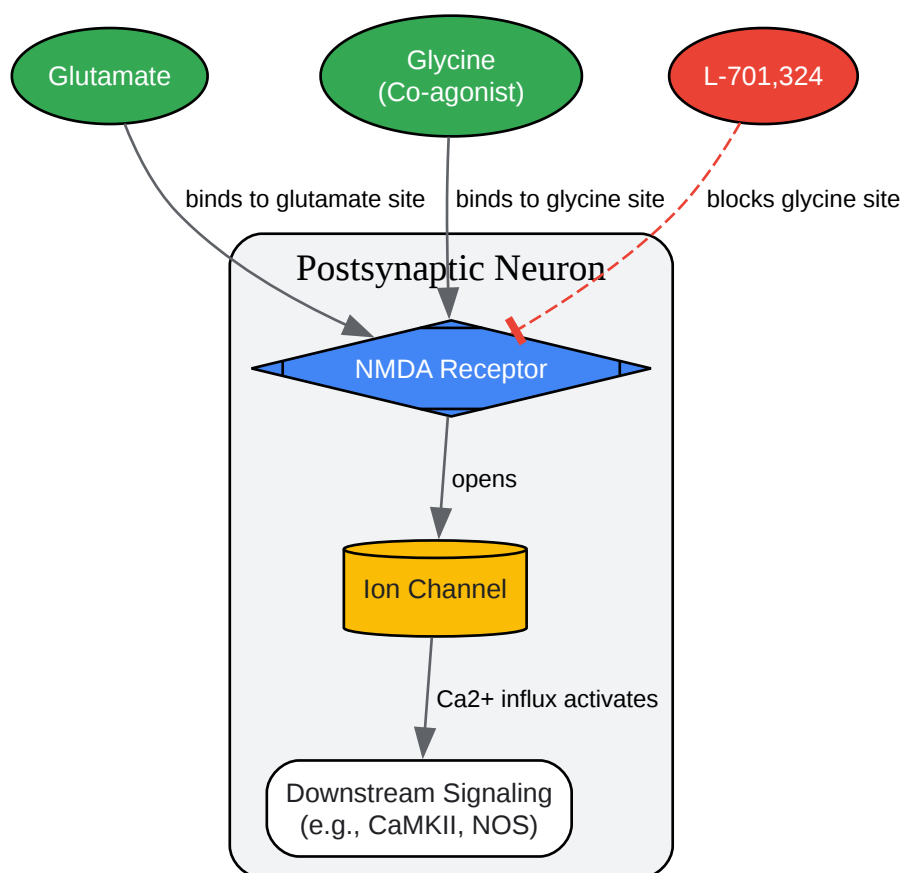 Glutamate
Glycine
(Co-agonist)
L-701,324
binds to glutamate site
binds to glycine site
blocks glycine site
Postsynaptic Neuron
NMDA Receptor
opens
Ion Channel
Ca2+ influx activates
Downstream Signaling
(e.g., CaMKII, NOS)